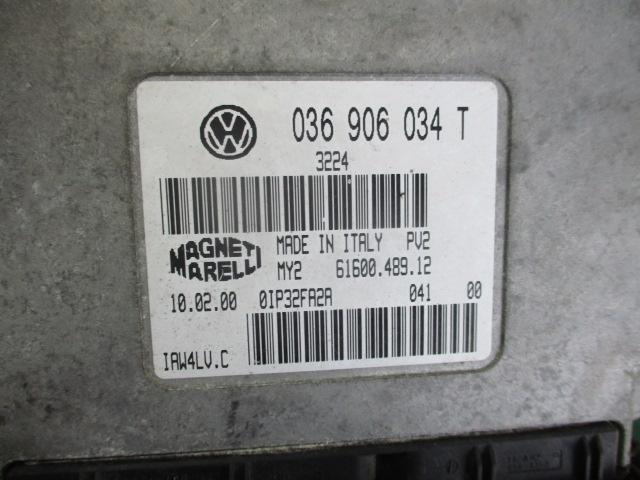 036 906 034 T
3224
MAGNETI MARELLI
MADE IN ITALY PV2
MY2 61600.489.12
10.02.00 0IP32FA2A 041 00
IAW4LV.C